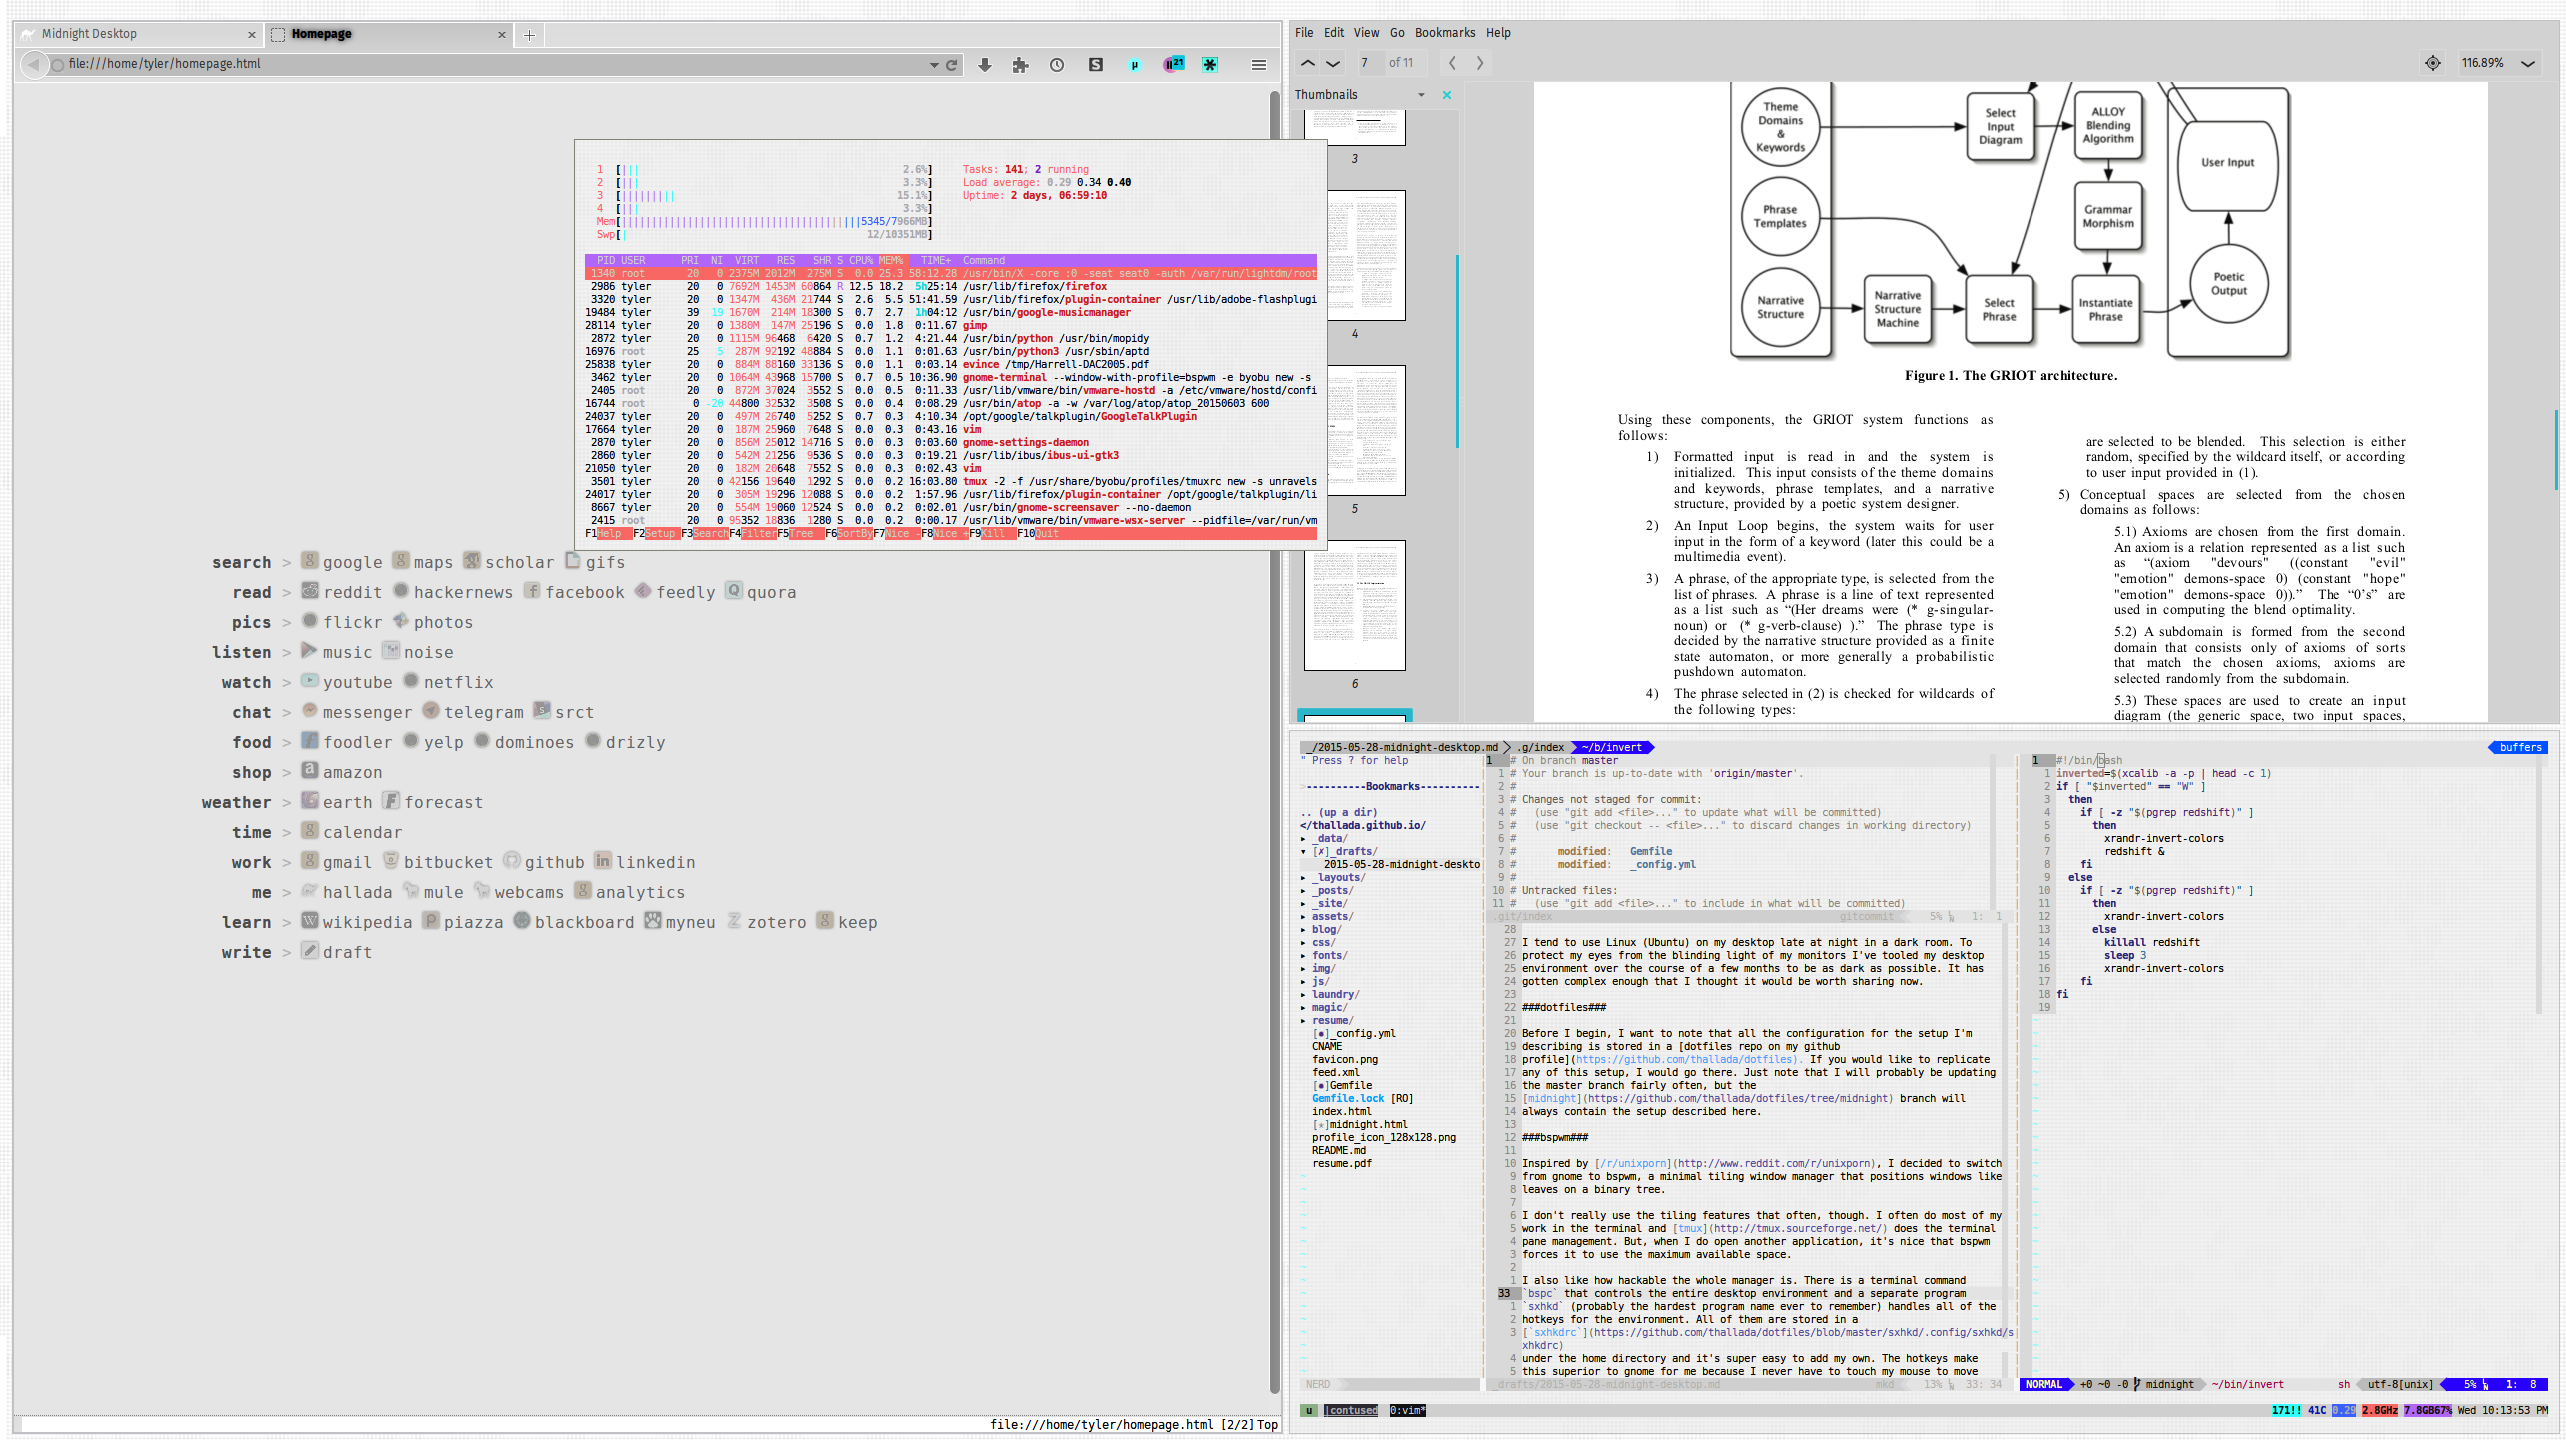 Midnight Desktop
Homepage
file:///home/tyler/homepage.html
21
search > google maps scholar gifs
read > reddit hackernews facebook feedly quora
pics > flickr photos
listen > music noise
watch > youtube netflix
chat > messenger telegram srct
food > foodler yelp dominoes drizly
shop > amazon
weather > earth forecast
time > calendar
work > gmail bitbucket github linkedin
me > hallada mule webcams analytics
learn > wikipedia piazza blackboard myneu zotero keep
write > draft
file:///home/tyler/homepage.html [2/2] Top
1 [||| 2.6%] Tasks: 141; 2 running
2 [||| 3.3%] Load average: 0.29 0.34 0.40
3 [||||||||| 15.1%] Uptime: 2 days, 06:59:10
4 [||| 3.3%]
Mem[||||||||||||||||||||||||||||||||||||||||5345/7966MB]
Swp[| 12/10351MB]
PID USER PRI NI VIRT RES SHR S CPU% MEM% TIME+ Command
1340 root 20 0 2375M 2012M 275M S 0.0 25.3 58:12.28 /usr/bin/X -core :0 -seat seat0 -auth /var/run/lightdm/root
2986 tyler 20 0 7692M 1453M 60864 R 12.5 18.2 5h25:14 /usr/lib/firefox/firefox
3320 tyler 20 0 1347M 436M 21744 S 2.6 5.5 51:41.59 /usr/lib/firefox/plugin-container /usr/lib/adobe-flashplugi
19484 tyler 39 19 1670M 214M 18300 S 0.7 2.7 1h04:12 /usr/bin/google-musicmanager
28114 tyler 20 0 1380M 147M 25196 S 0.0 1.8 0:11.67 gimp
2872 tyler 20 0 1115M 96468 6420 S 0.7 1.2 4:21.44 /usr/bin/python /usr/bin/mopidy
16976 root 25 5 287M 92192 48884 S 0.0 1.1 0:01.63 /usr/bin/python3 /usr/sbin/aptd
25838 tyler 20 0 884M 88160 33136 S 0.0 1.1 0:03.14 evince /tmp/Harrell-DAC2005.pdf
3462 tyler 20 0 1064M 43968 15700 S 0.7 0.5 10:36.90 gnome-terminal --window-with-profile=bspwm -e byobu new -s
2405 root 20 0 872M 37024 3552 S 0.0 0.5 0:11.33 /usr/lib/vmware/bin/vmware-hostd -a /etc/vmware/hostd/confi
16744 root 0 -20 44800 32532 3508 S 0.0 0.4 0:08.29 /usr/bin/atop -a -w /var/log/atop/atop_20150603 600
24037 tyler 20 0 497M 26740 5252 S 0.7 0.3 4:10.34 /opt/google/talkplugin/GoogleTalkPlugin
17664 tyler 20 0 187M 25960 7648 S 0.0 0.3 0:43.16 vim
2870 tyler 20 0 856M 25012 14716 S 0.0 0.3 0:03.60 gnome-settings-daemon
2860 tyler 20 0 542M 21256 9536 S 0.0 0.3 0:19.21 /usr/lib/ibus/ibus-ui-gtk3
21050 tyler 20 0 182M 20648 7552 S 0.0 0.3 0:02.43 vim
3501 tyler 20 0 42156 19640 1292 S 0.0 0.2 16:03.80 tmux -2 -f /usr/share/byobu/profiles/tmuxrc new -s unravels
24017 tyler 20 0 305M 19296 12088 S 0.0 0.2 1:57.96 /usr/lib/firefox/plugin-container /opt/google/talkplugin/li
8667 tyler 20 0 554M 19060 12524 S 0.0 0.2 0:02.01 /usr/bin/gnome-screensaver --no-daemon
2415 root 20 0 95352 18836 1280 S 0.0 0.2 0:00.17 /usr/lib/vmware/bin/vmware-wsx-server --pidfile=/var/run/vm
F1Help F2Setup F3SearchF4FilterF5Tree F6SortByF7Nice -F8Nice +F9Kill F10Quit
File Edit View Go Bookmarks Help
7 of 11
116.89%
Thumbnails
3
4
5
6
Theme Domains & Keywords
Select Input Diagram
ALLOY Blending Algorithm
User Input
Phrase Templates
Grammar Morphism
Narrative Structure
Narrative Structure Machine
Select Phrase
Instantiate Phrase
Poetic Output
Figure 1. The GRIOT architecture.
Using these components, the GRIOT system functions as
follows:
1) Formatted input is read in and the system is
initialized. This input consists of the theme domains
and keywords, phrase templates, and a narrative
structure, provided by a poetic system designer.
2) An Input Loop begins, the system waits for user
input in the form of a keyword (later this could be a
multimedia event).
3) A phrase, of the appropriate type, is selected from the
list of phrases. A phrase is a line of text represented
as a list such as “(Her dreams were (* g-singular-
noun) or (* g-verb-clause) ).” The phrase type is
decided by the narrative structure provided as a finite
state automaton, or more generally a probabilistic
pushdown automaton.
4) The phrase selected in (2) is checked for wildcards of
the following types:
are selected to be blended. This selection is either
random, specified by the wildcard itself, or according
to user input provided in (1).
5) Conceptual spaces are selected from the chosen
domains as follows:
5.1) Axioms are chosen from the first domain.
An axiom is a relation represented as a list such
as “(axiom "devours" ((constant "evil"
"emotion" demons-space 0) (constant "hope"
"emotion" demons-space 0)).” The “0’s” are
used in computing the blend optimality.
5.2) A subdomain is formed from the second
domain that consists only of axioms of sorts
that match the chosen axioms, axioms are
selected randomly from the subdomain.
5.3) These spaces are used to create an input
diagram (the generic space, two input spaces,
_/2015-05-28-midnight-desktop.md .g/index ~/b/invert buffers
" Press ? for help
>----------Bookmarks----------
.. (up a dir)
</thallada.github.io/
▸ _data/
▾ [✗]_drafts/
2015-05-28-midnight-deskto
▸ _layouts/
▸ _posts/
▸ _site/
▸ assets/
▸ blog/
▸ css/
▸ fonts/
▸ img/
▸ js/
▸ laundry/
▸ magic/
▸ resume/
[✹]_config.yml
CNAME
favicon.png
feed.xml
[✹]Gemfile
Gemfile.lock [RO]
index.html
[✭]midnight.html
profile_icon_128x128.png
README.md
resume.pdf
NERD
1 # On branch master
1 # Your branch is up-to-date with 'origin/master'.
2 #
3 # Changes not staged for commit:
4 #   (use "git add <file>..." to update what will be committed)
5 #   (use "git checkout -- <file>..." to discard changes in working directory)
6 #
7 #       modified:   Gemfile
8 #       modified:   _config.yml
9 #
10 # Untracked files:
11 #   (use "git add <file>..." to include in what will be committed)
.git/index gitcommit 5% 1: 1
28
27 I tend to use Linux (Ubuntu) on my desktop late at night in a dark room. To
26 protect my eyes from the blinding light of my monitors I've tooled my desktop
25 environment over the course of a few months to be as dark as possible. It has
24 gotten complex enough that I thought it would be worth sharing now.
23
22 ###dotfiles###
21
20 Before I begin, I want to note that all the configuration for the setup I'm
19 describing is stored in a [dotfiles repo on my github
18 profile](https://github.com/thallada/dotfiles). If you would like to replicate
17 any of this setup, I would go there. Just note that I will probably be updating
16 the master branch fairly often, but the
15 [midnight](https://github.com/thallada/dotfiles/tree/midnight) branch will
14 always contain the setup described here.
13
12 ###bspwm###
11
10 Inspired by [/r/unixporn](http://www.reddit.com/r/unixporn), I decided to switch
9 from gnome to bspwm, a minimal tiling window manager that positions windows like
8 leaves on a binary tree.
7
6 I don't really use the tiling features that often, though. I often do most of my
5 work in the terminal and [tmux](http://tmux.sourceforge.net/) does the terminal
4 pane management. But, when I do open another application, it's nice that bspwm
3 forces it to use the maximum available space.
2
1 I also like how hackable the whole manager is. There is a terminal command
33 `bspc` that controls the entire desktop environment and a separate program
1 `sxhkd` (probably the hardest program name ever to remember) handles all of the
2 hotkeys for the environment. All of them are stored in a
3 [`sxhkdrc`](https://github.com/thallada/dotfiles/blob/master/sxhkd/.config/sxhkd/s
xhkdrc)
4 under the home directory and it's super easy to add my own. The hotkeys make
5 this superior to gnome for me because I never have to touch my mouse to move
_drafts/2015-05-28-midnight-desktop.md mkd 13% 33: 34
1 #!/bin/bash
1 inverted=$(xcalib -a -p | head -c 1)
2 if [ "$inverted" == "W" ]
3   then
4     if [ -z "$(pgrep redshift)" ]
5       then
6         xrandr-invert-colors
7         redshift &
8     fi
9   else
10     if [ -z "$(pgrep redshift)" ]
11       then
12         xrandr-invert-colors
13       else
14         killall redshift
15         sleep 3
16         xrandr-invert-colors
17     fi
18 fi
19
NORMAL +0 ~0 -0 midnight ~/bin/invert sh utf-8[unix] 5% 1: 8
u |contused 0:vim* 171!! 41C 0.29 2.8GHz 7.8GB67% Wed 10:13:53 PM